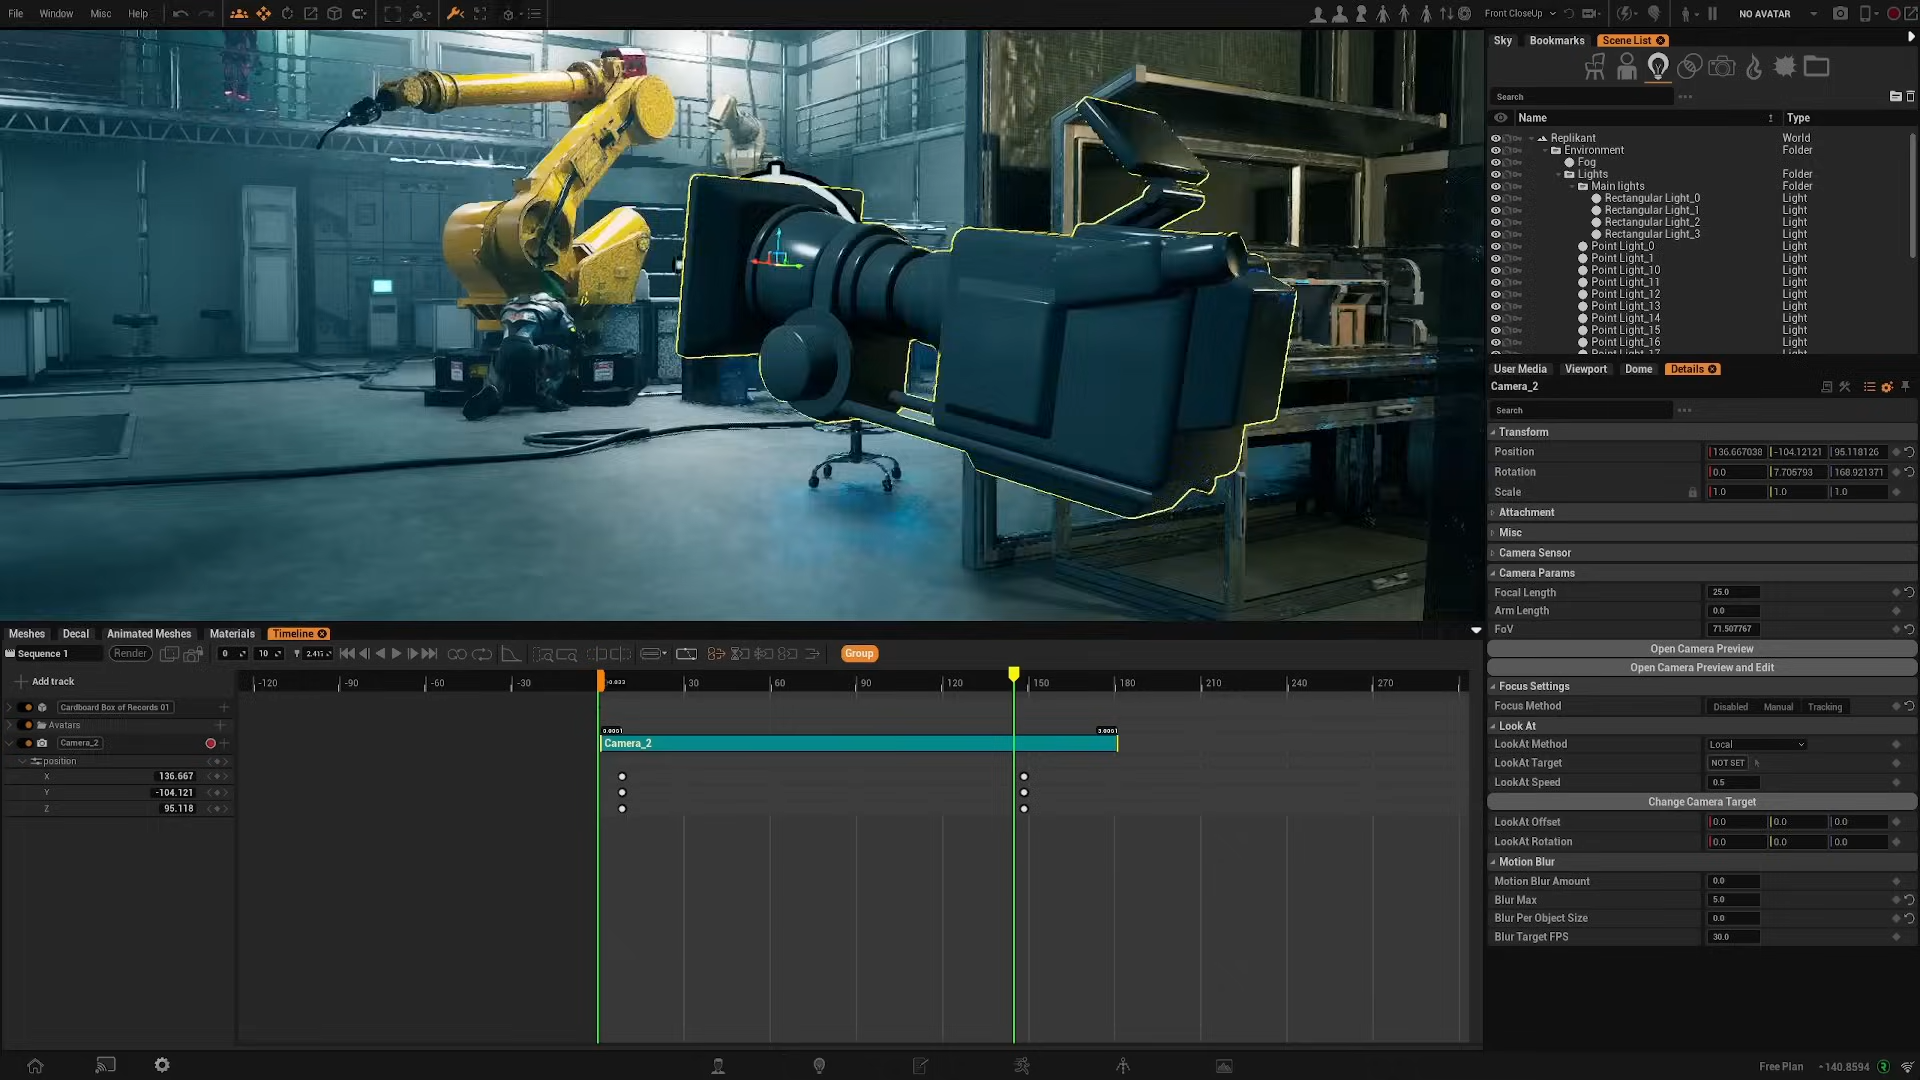 File Window Misc Help Front CloseUp NO AVATAR
Sky Bookmarks Scene List
Search
Name Type
Replikant World
Environment Folder
Fog
Lights Folder
Main lights Folder
Rectangular Light_0 Light
Rectangular Light_1 Light
Rectangular Light_2 Light
Rectangular Light_3 Light
Point Light_0 Light
Point Light_1 Light
Point Light_10 Light
Point Light_11 Light
Point Light_12 Light
Point Light_13 Light
Point Light_14 Light
Point Light_15 Light
Point Light_16 Light
Point Light_17 Light
User Media Viewport Dome Details
Camera_2
Search
Transform
Position 136.667038 -104.12121 95.118126
Rotation 0.0 7.705793 168.921371
Scale 1.0 1.0 1.0
Attachment
Misc
Camera Sensor
Camera Params
Focal Length 25.0
Arm Length 0.0
FoV 71.507767
Open Camera Preview
Open Camera Preview and Edit
Focus Settings
Focus Method Disabled Manual Tracking
Look At
LookAt Method Local
LookAt Target NOT SET
LookAt Speed 0.5
Change Camera Target
LookAt Offset 0.0 0.0 0.0
LookAt Rotation 0.0 0.0 0.0
Motion Blur
Motion Blur Amount 0.0
Blur Max 5.0
Blur Per Object Size 0.0
Blur Target FPS 30.0
Meshes Decal Animated Meshes Materials Timeline
Sequence 1 Render 0 10 2.417 Group
Add track
-120 -90 -60 -30 30 60 90 120 150 180 210 240 270
Cardboard Box of Records 01
Avatars
Camera_2
Camera_2
position
X 136.667
Y -104.121
Z 95.118
Free Plan -140.8594